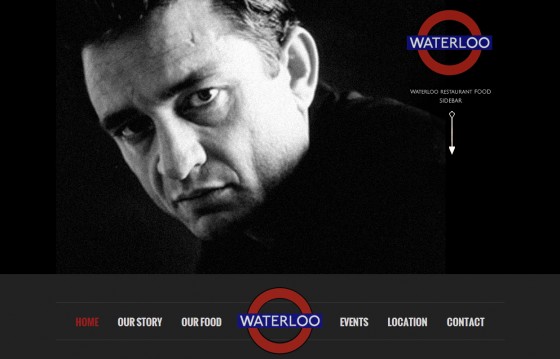 WATERLOO
WATERLOO RESTAURANT FOOD
SIDEBAR
HOME OUR STORY OUR FOOD WATERLOO EVENTS LOCATION CONTACT